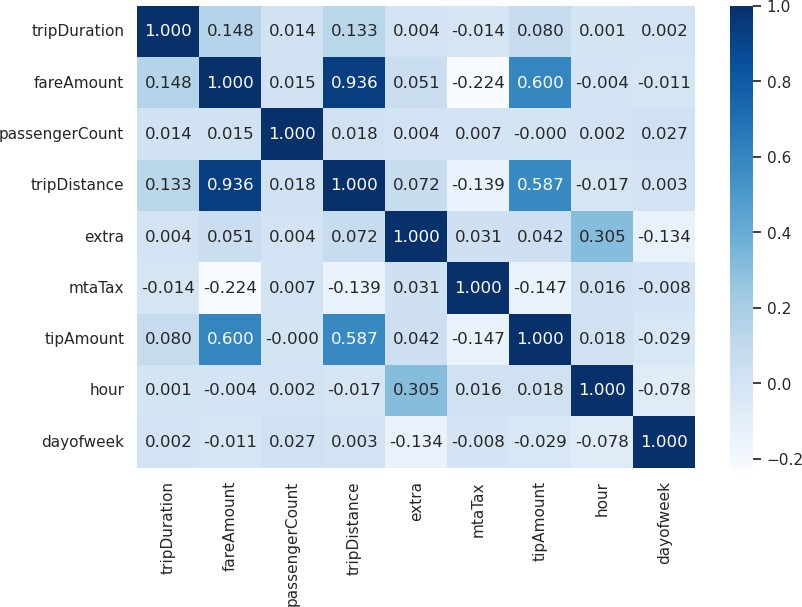 tripDuration 1.000 0.148 0.014 0.133 0.004 -0.014 0.080 0.001 0.002
fareAmount 0.148 1.000 0.015 0.936 0.051 -0.224 0.600 -0.004 -0.011
passengerCount 0.014 0.015 1.000 0.018 0.004 0.007 -0.000 0.002 0.027
tripDistance 0.133 0.936 0.018 1.000 0.072 -0.139 0.587 -0.017 0.003
extra 0.004 0.051 0.004 0.072 1.000 0.031 0.042 0.305 -0.134
mtaTax -0.014 -0.224 0.007 -0.139 0.031 1.000 -0.147 0.016 -0.008
tipAmount 0.080 0.600 -0.000 0.587 0.042 -0.147 1.000 0.018 -0.029
hour 0.001 -0.004 0.002 -0.017 0.305 0.016 0.018 1.000 -0.078
dayofweek 0.002 -0.011 0.027 0.003 -0.134 -0.008 -0.029 -0.078 1.000
tripDuration
fareAmount
passengerCount
tripDistance
extra
mtaTax
tipAmount
hour
dayofweek
1.0
0.8
0.6
0.4
0.2
0.0
−0.2